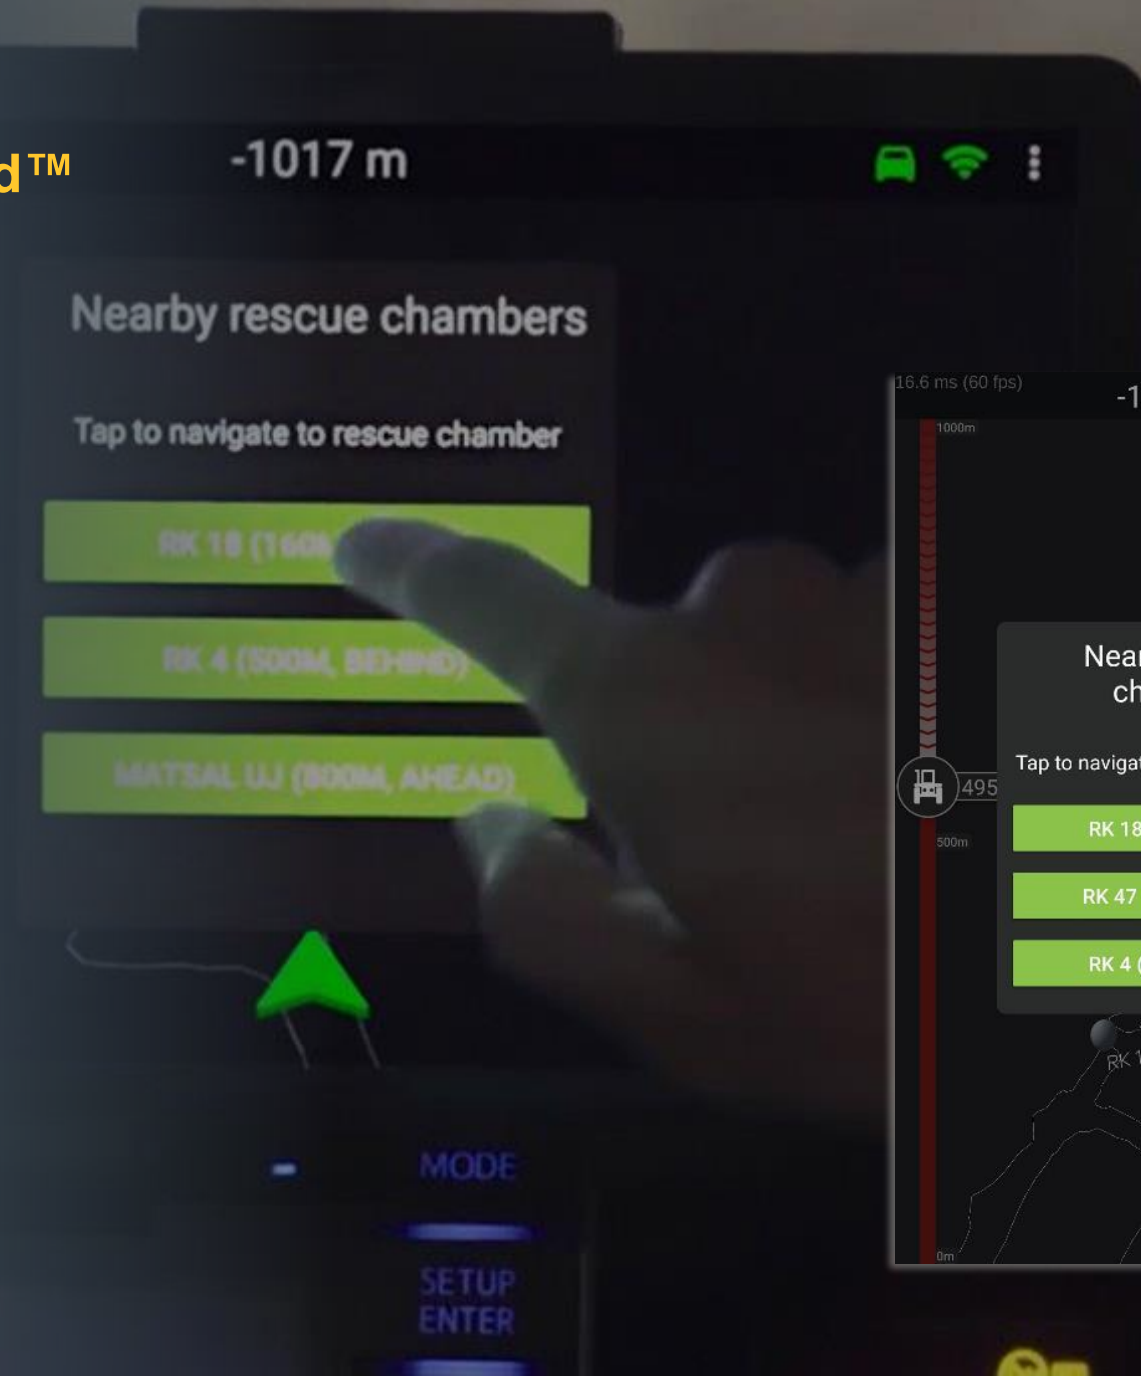 d™
-1017 m
Nearby rescue chambers
Tap to navigate to rescue chamber
RK 18 (160
RK 4 (500M, BEHIND)
MATSAL UJ (800M, AHEAD)
MODE
SETUP
ENTER
16.6 ms (60 fps)
-1
1000m
Near
ch
Tap to navigat
495
RK 18
500m
RK 47
RK 4 (
RK 1
0m